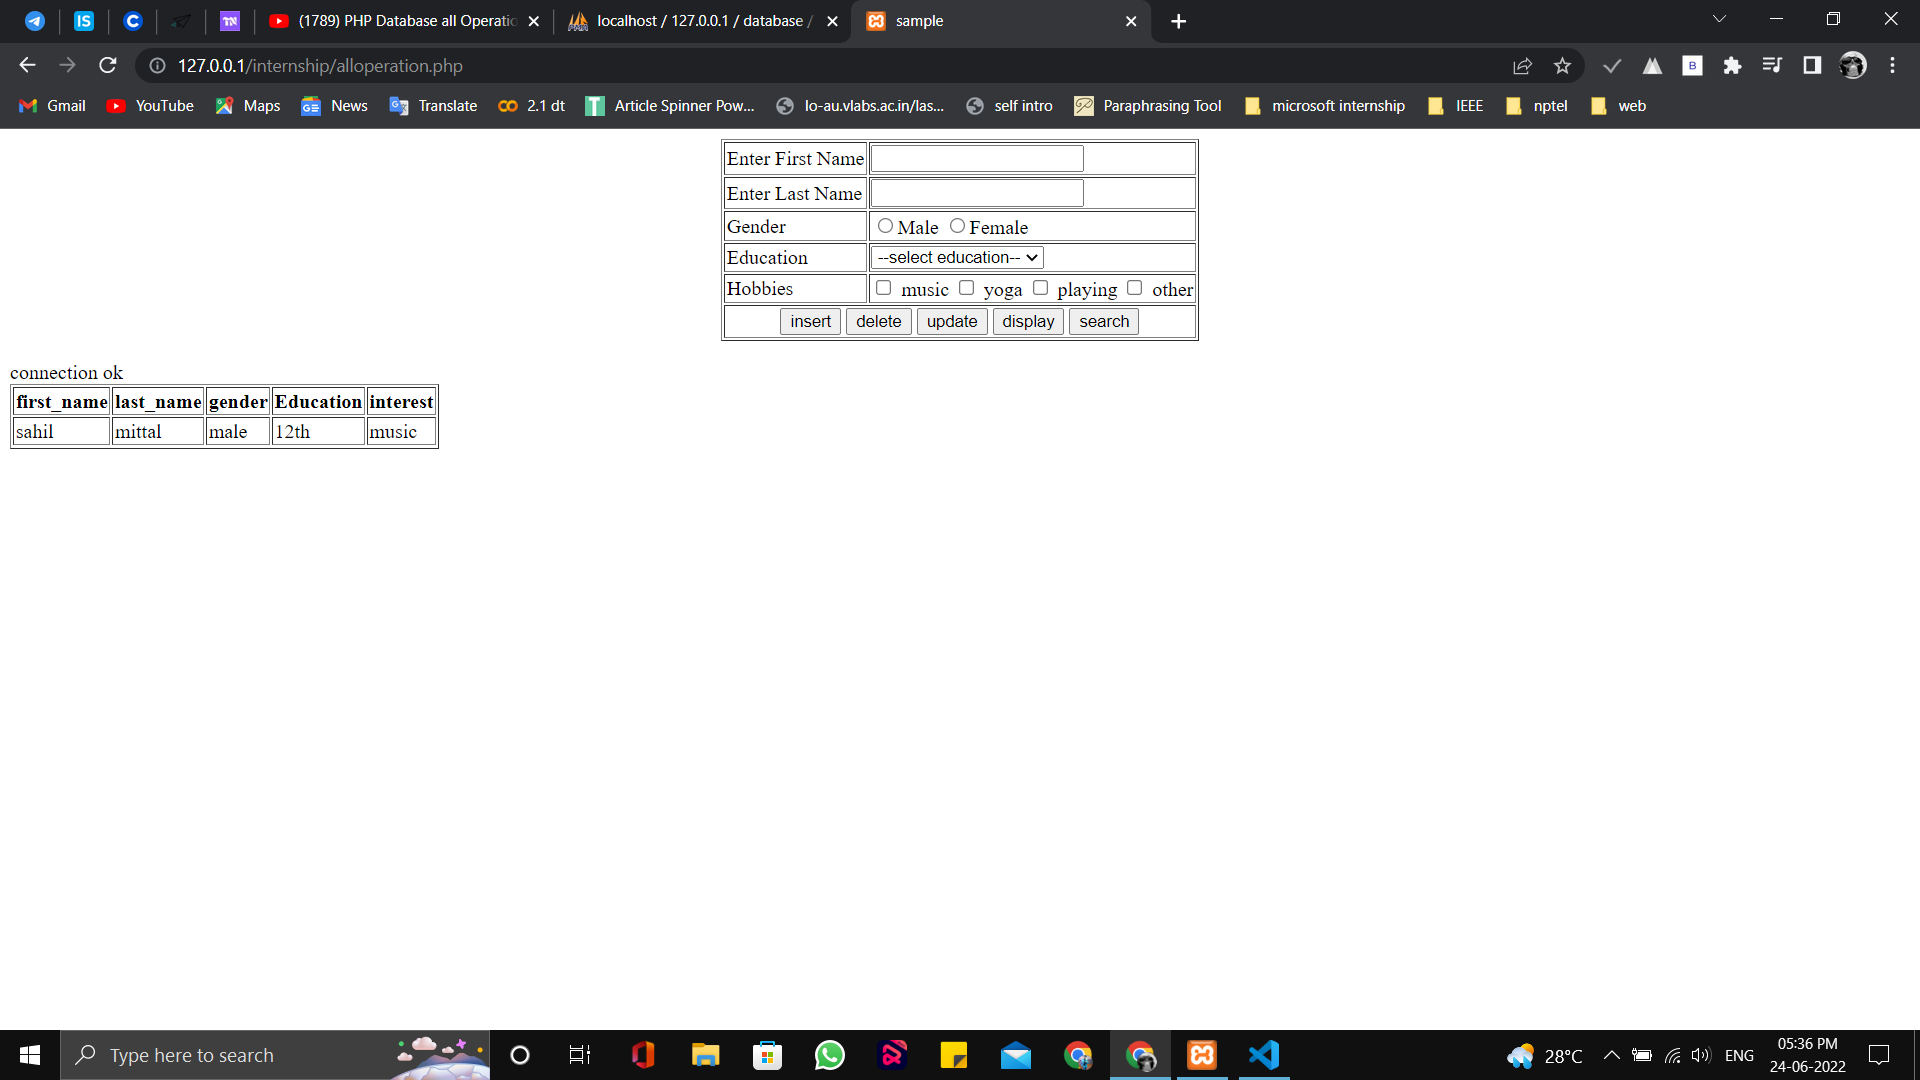 IS
C
TN
(1789) PHP Database all Operatio
localhost / 127.0.0.1 / database /
sample
127.0.0.1/internship/alloperation.php
B
Gmail YouTube Maps News Translate 2.1 dt Article Spinner Pow... lo-au.vlabs.ac.in/las... self intro Paraphrasing Tool microsoft internship IEEE nptel web
Enter First Name
Enter Last Name
Gender Male Female
Education --select education--
Hobbies music yoga playing other
insert delete update display search
connection ok
first_name last_name gender Education interest
sahil mittal male 12th music
Type here to search
28°C
ENG
05:36 PM
24-06-2022